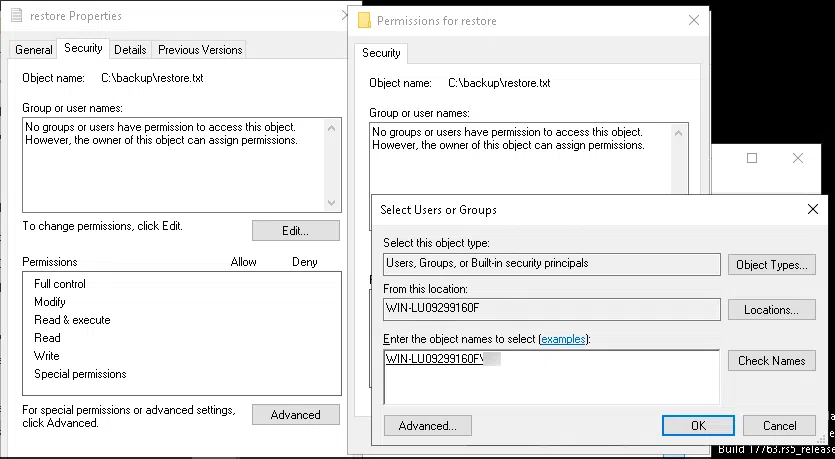 restore Properties
General Security Details Previous Versions
Object name: C:\backup\restore.txt
Group or user names:
No groups or users have permission to access this object.
However, the owner of this object can assign permissions.
To change permissions, click Edit.
Edit...
Permissions Allow Deny
Full control
Modify
Read & execute
Read
Write
Special permissions
For special permissions or advanced settings,
click Advanced.
Advanced
Permissions for restore
Security
Object name: C:\backup\restore.txt
Group or user names:
No groups or users have permission to access this object.
However, the owner of this object can assign permissions.
Select Users or Groups
Select this object type:
Users, Groups, or Built-in security principals
Object Types...
From this location:
WIN-LU09299160F
Locations...
Enter the object names to select (examples):
WIN-LU09299160F\
Check Names
Advanced...
OK
Cancel
Build 17763.rs5_release